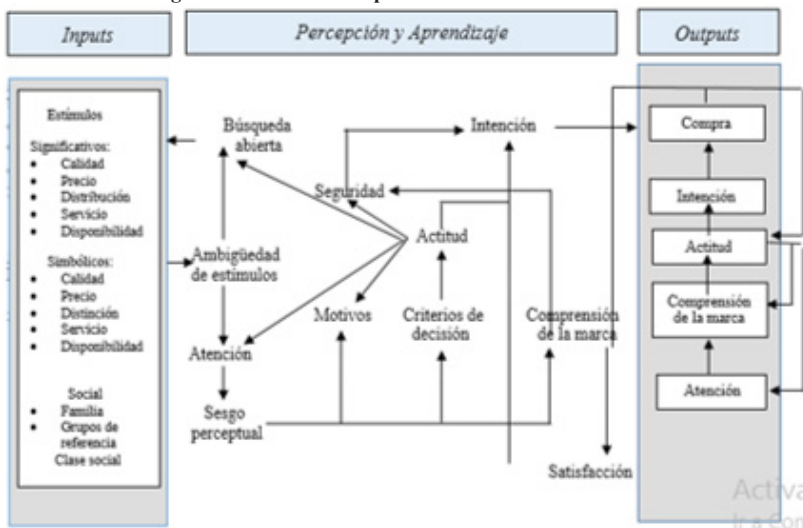 Inputs
Percepción y Aprendizaje
Outputs
Estímulos
Significativos:
• Calidad
• Precio
• Distribución
• Servicio
• Disponibilidad
Simbólicos:
• Calidad
• Precio
• Distinción
• Servicio
• Disponibilidad
Social
• Familia
• Grupos de
referencia
Clase social
Búsqueda
abierta
Ambigüedad
de estímulos
Atención
Sesgo
perceptual
Seguridad
Motivos
Intención
Actitud
Criterios de
decisión
Comprensión
de la marca
Satisfacción
Compra
Intención
Actitud
Comprensión
de la marca
Atención
Activa